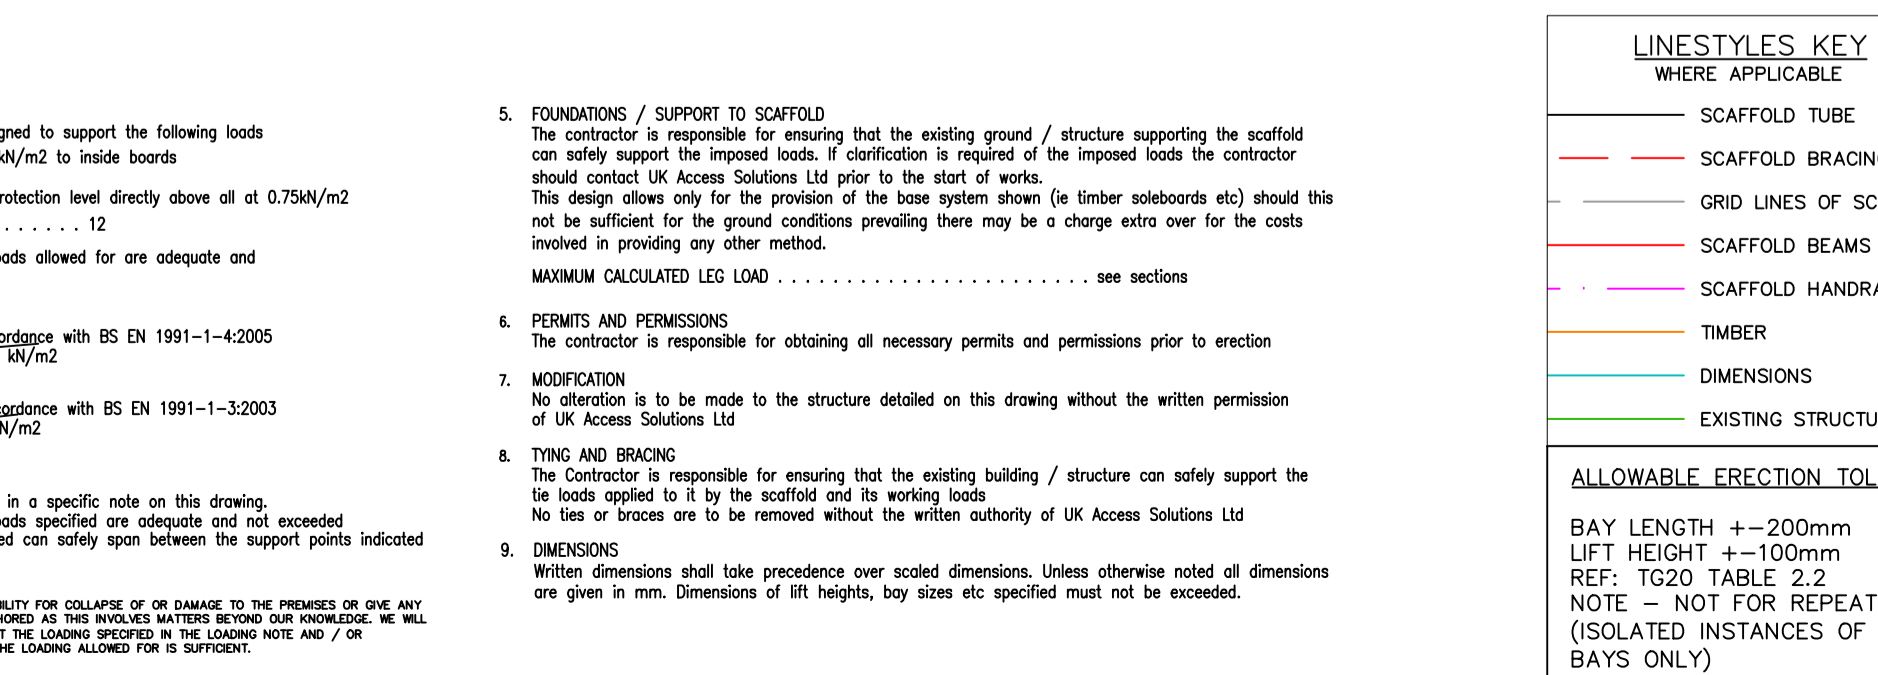 gned to support the following loads
kN/m2 to inside boards
rotection level directly above all at 0.75kN/m2
. . . . . . 12
oads allowed for are adequate and
ordance with BS EN 1991-1-4:2005
kN/m2
cordance with BS EN 1991-1-3:2003
N/m2
in a specific note on this drawing.
oads specified are adequate and not exceeded
ed can safely span between the support points indicated
BILITY FOR COLLAPSE OF OR DAMAGE TO THE PREMISES OR GIVE ANY
HORED AS THIS INVOLVES MATTERS BEYOND OUR KNOWLEDGE. WE WILL
T THE LOADING SPECIFIED IN THE LOADING NOTE AND / OR
HE LOADING ALLOWED FOR IS SUFFICIENT.
5. FOUNDATIONS / SUPPORT TO SCAFFOLD
The contractor is responsible for ensuring that the existing ground / structure supporting the scaffold
can safely support the imposed loads. If clarification is required of the imposed loads the contractor
should contact UK Access Solutions Ltd prior to the start of works.
This design allows only for the provision of the base system shown (ie timber soleboards etc) should this
not be sufficient for the ground conditions prevailing there may be a charge extra over for the costs
involved in providing any other method.
MAXIMUM CALCULATED LEG LOAD . . . . . . . . . . . . . . . . . . . . . . . see sections
6. PERMITS AND PERMISSIONS
The contractor is responsible for obtaining all necessary permits and permissions prior to erection
7. MODIFICATION
No alteration is to be made to the structure detailed on this drawing without the written permission
of UK Access Solutions Ltd
8. TYING AND BRACING
The Contractor is responsible for ensuring that the existing building / structure can safely support the
tie loads applied to it by the scaffold and its working loads
No ties or braces are to be removed without the written authority of UK Access Solutions Ltd
9. DIMENSIONS
Written dimensions shall take precedence over scaled dimensions. Unless otherwise noted all dimensions
are given in mm. Dimensions of lift heights, bay sizes etc specified must not be exceeded.
LINESTYLES KEY
WHERE APPLICABLE
SCAFFOLD TUBE
SCAFFOLD BRACIN
GRID LINES OF SC
SCAFFOLD BEAMS
SCAFFOLD HANDRA
TIMBER
DIMENSIONS
EXISTING STRUCTU
ALLOWABLE ERECTION TOL
BAY LENGTH +-200mm
LIFT HEIGHT +-100mm
REF: TG20 TABLE 2.2
NOTE - NOT FOR REPEAT
(ISOLATED INSTANCES OF
BAYS ONLY)